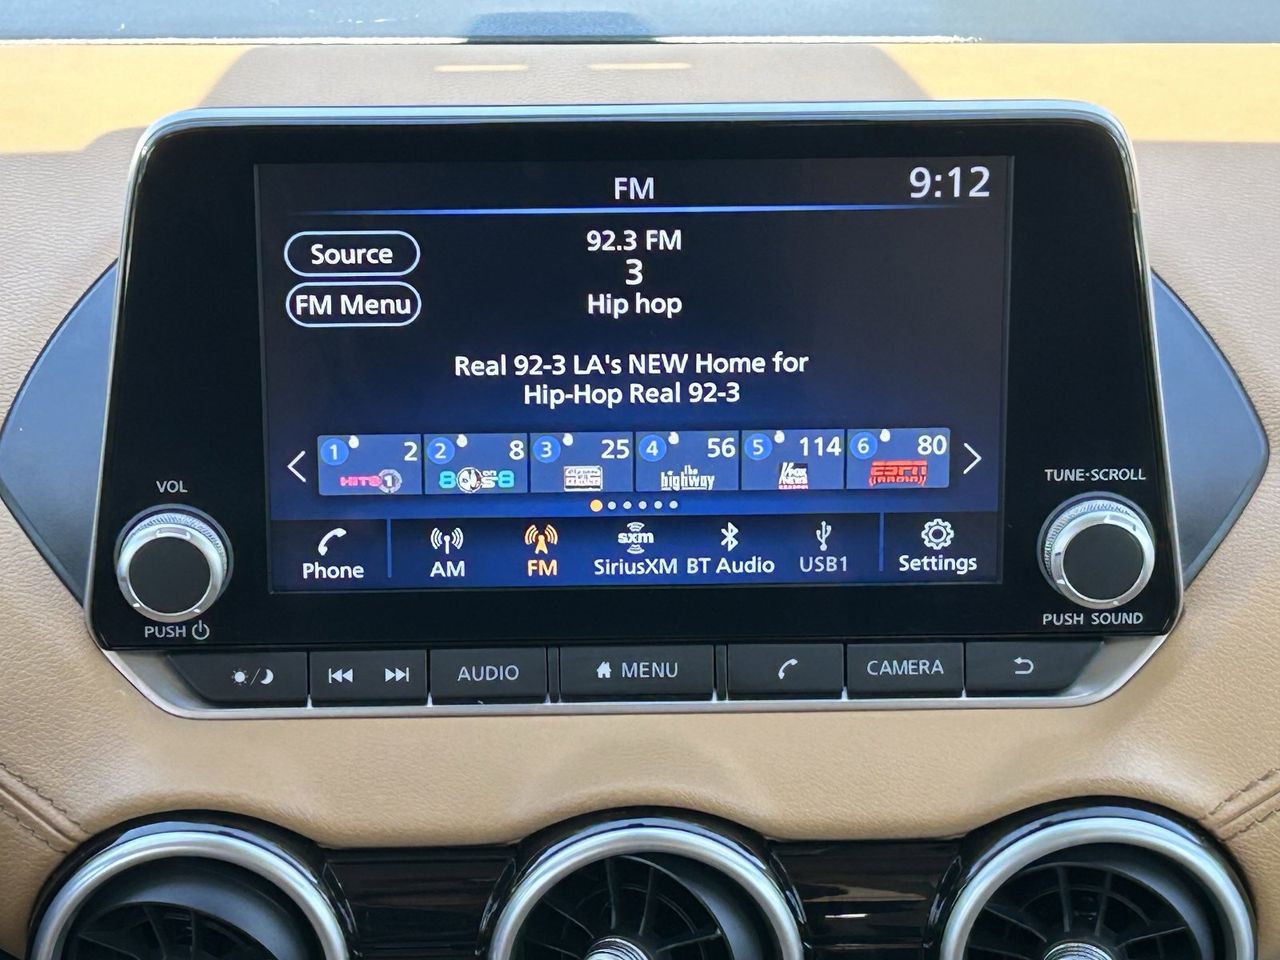 FM
9:12
Source
92.3 FM
3
FM Menu
Hip hop
Real 92-3 LA's NEW Home for
Hip-Hop Real 92-3
1 2
2 8
3 25
4 56
5 114
6 80
HITS 1
80s on 8
the highway
FOX NEWS
ESPN
VOL
TUNE·SCROLL
Phone
AM
FM
sxm
SiriusXM
BT Audio
USB1
Settings
PUSH
PUSH SOUND
AUDIO
MENU
CAMERA